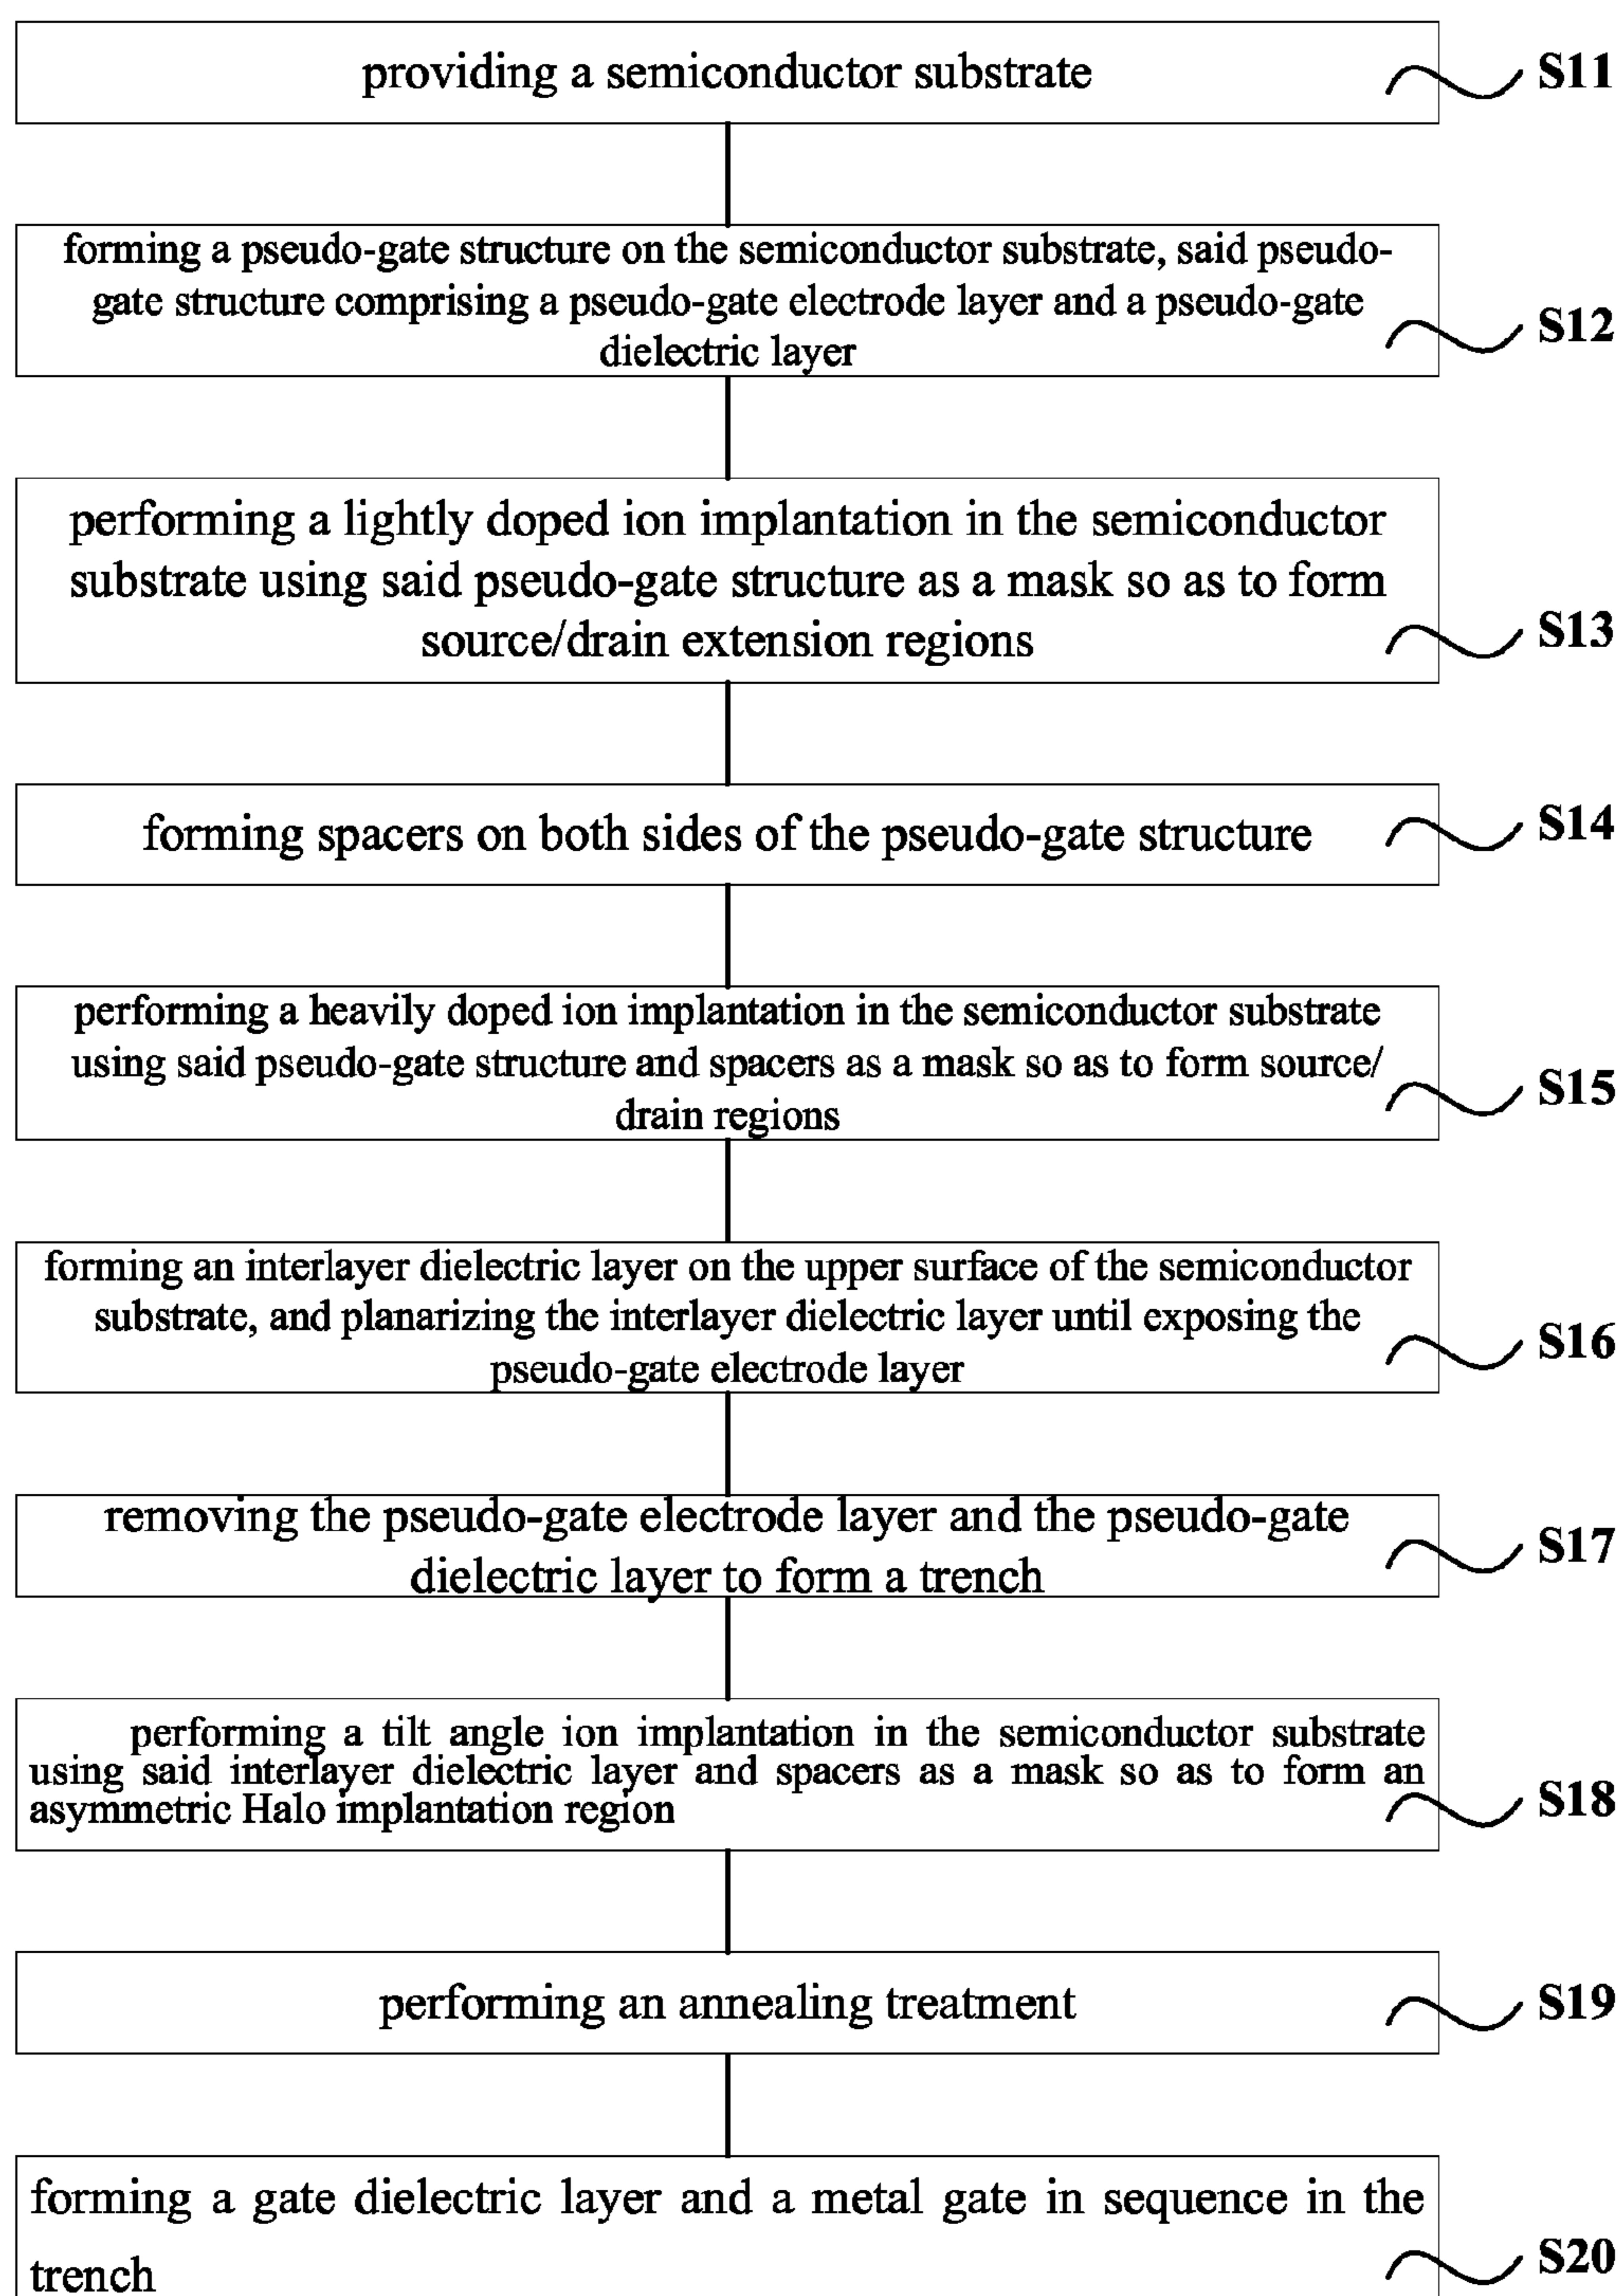 providing a semiconductor substrate
S11
forming a pseudo-gate structure on the semiconductor substrate, said pseudo-
gate structure comprising a pseudo-gate electrode layer and a pseudo-gate
dielectric layer
S12
performing a lightly doped ion implantation in the semiconductor
substrate using said pseudo-gate structure as a mask so as to form
source/drain extension regions
S13
forming spacers on both sides of the pseudo-gate structure
S14
performing a heavily doped ion implantation in the semiconductor substrate
using said pseudo-gate structure and spacers as a mask so as to form source/
drain regions
S15
forming an interlayer dielectric layer on the upper surface of the semiconductor
substrate, and planarizing the interlayer dielectric layer until exposing the
pseudo-gate electrode layer
S16
removing the pseudo-gate electrode layer and the pseudo-gate
dielectric layer to form a trench
S17
performing a tilt angle ion implantation in the semiconductor substrate
using said interlayer dielectric layer and spacers as a mask so as to form an
asymmetric Halo implantation region
S18
performing an annealing treatment
S19
forming a gate dielectric layer and a metal gate in sequence in the
trench
S20